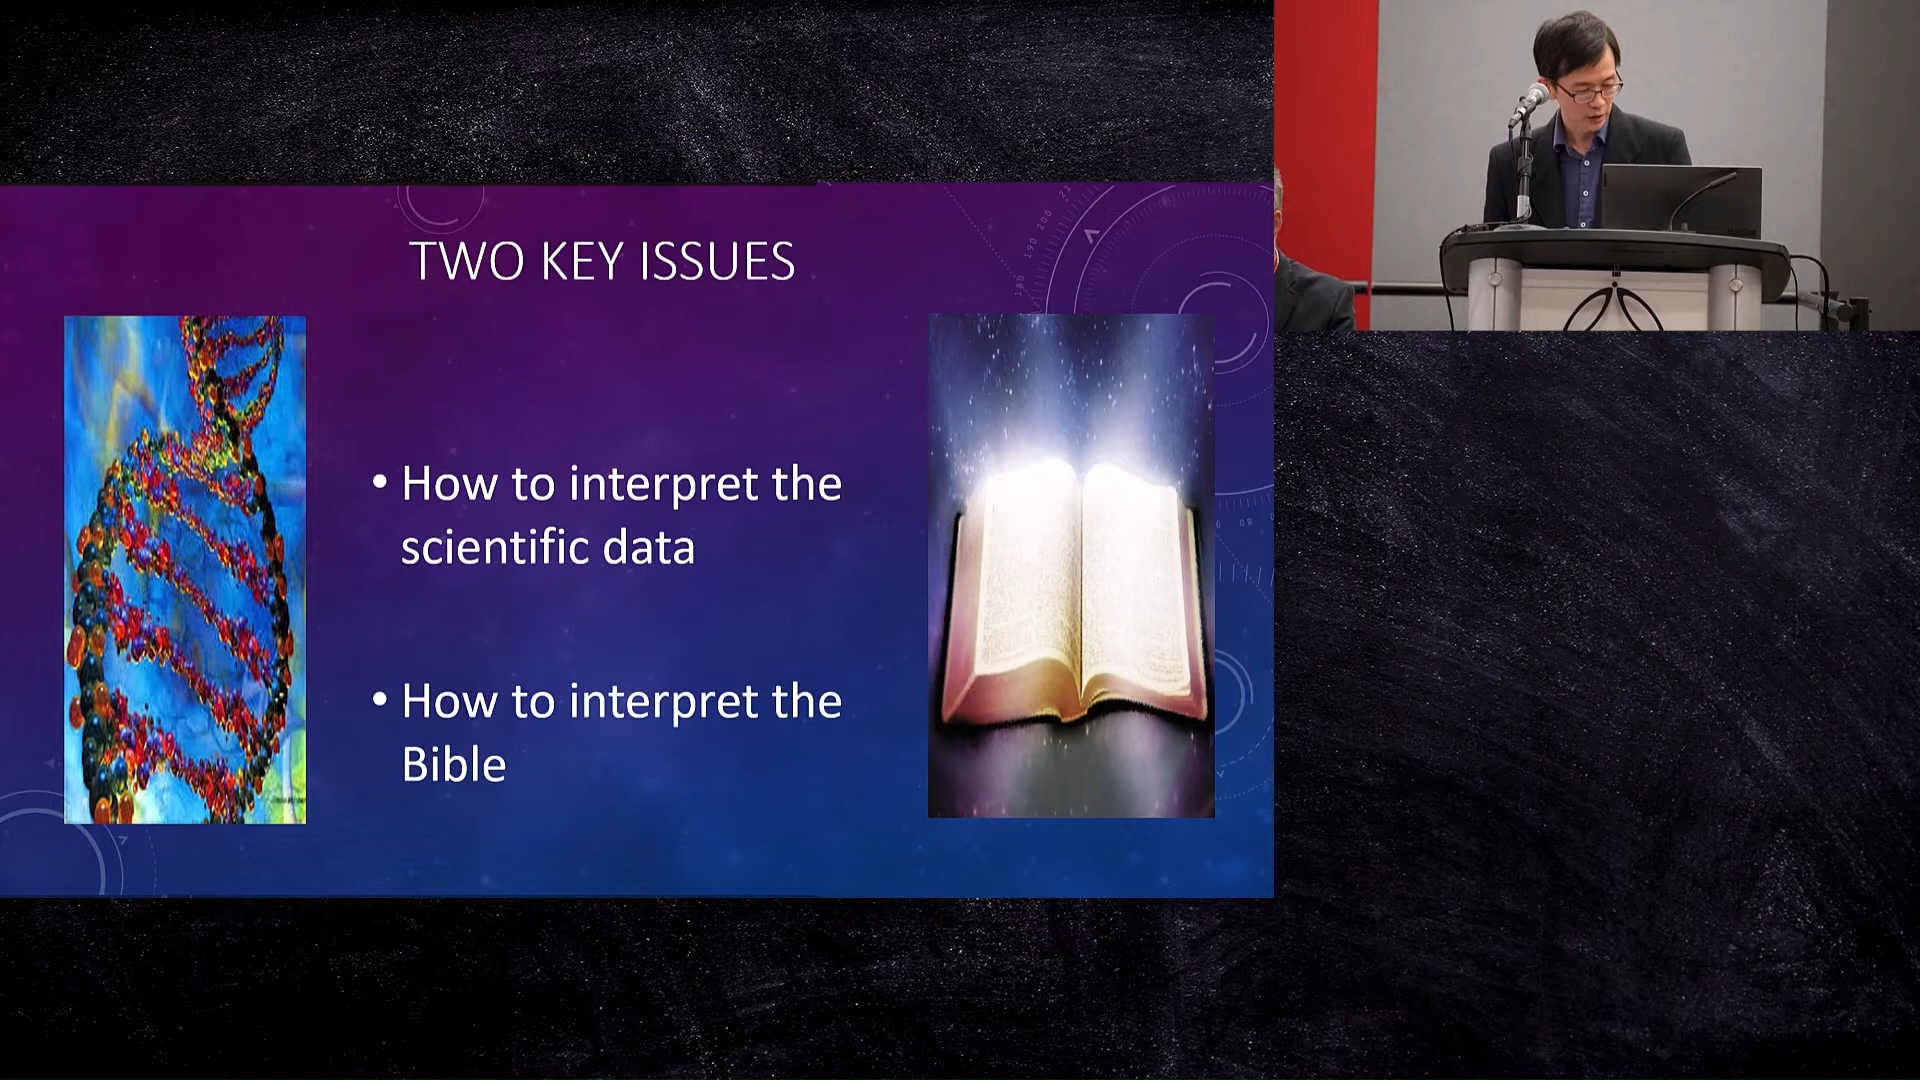 TWO KEY ISSUES
• How to interpret the
scientific data
• How to interpret the
Bible